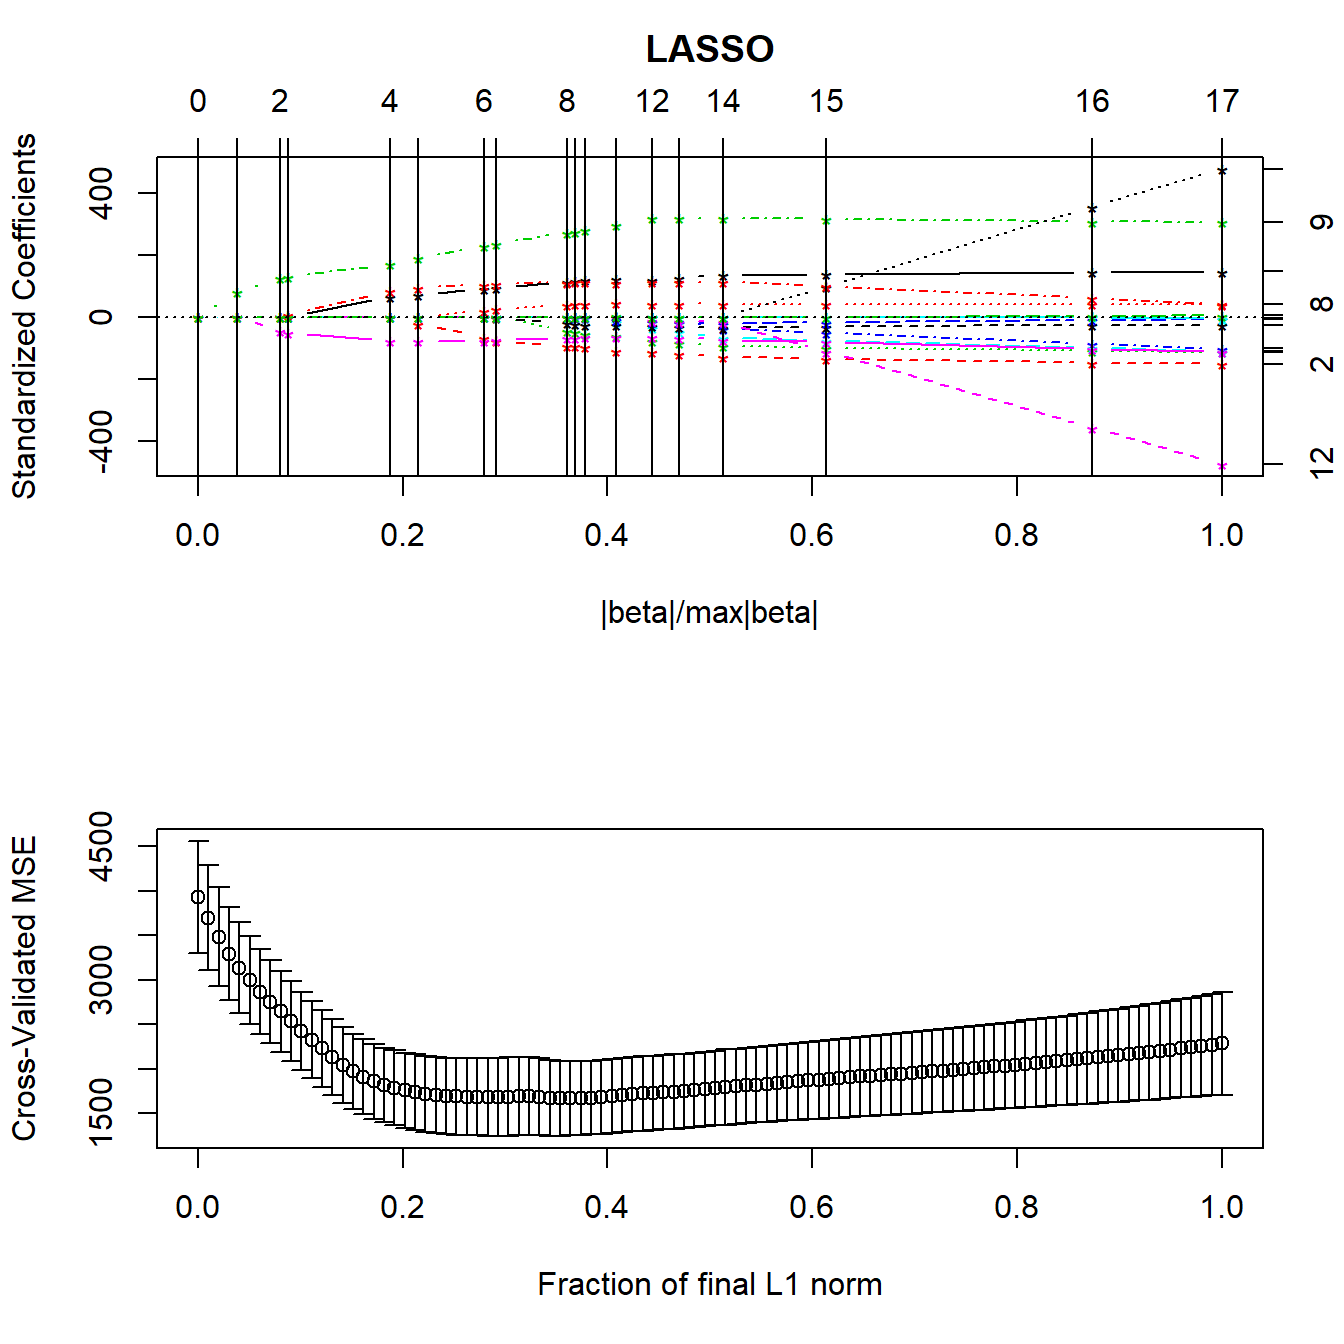 LASSO
0 2 4 6 8 12 14 15 16 17
Standardized Coefficients
400
0
-400
9
8
2
12
0.0 0.2 0.4 0.6 0.8 1.0
|beta|/max|beta|
Cross-Validated MSE
4500
3000
1500
0.0 0.2 0.4 0.6 0.8 1.0
Fraction of final L1 norm